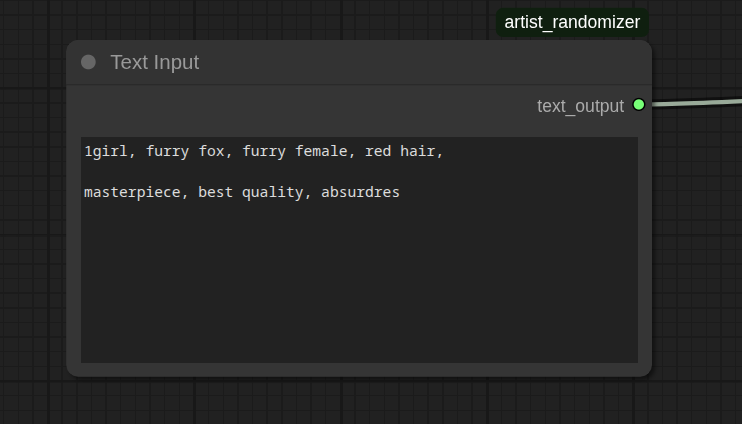 artist_randomizer
Text Input
text_output
1girl, furry fox, furry female, red hair,
masterpiece, best quality, absurdres